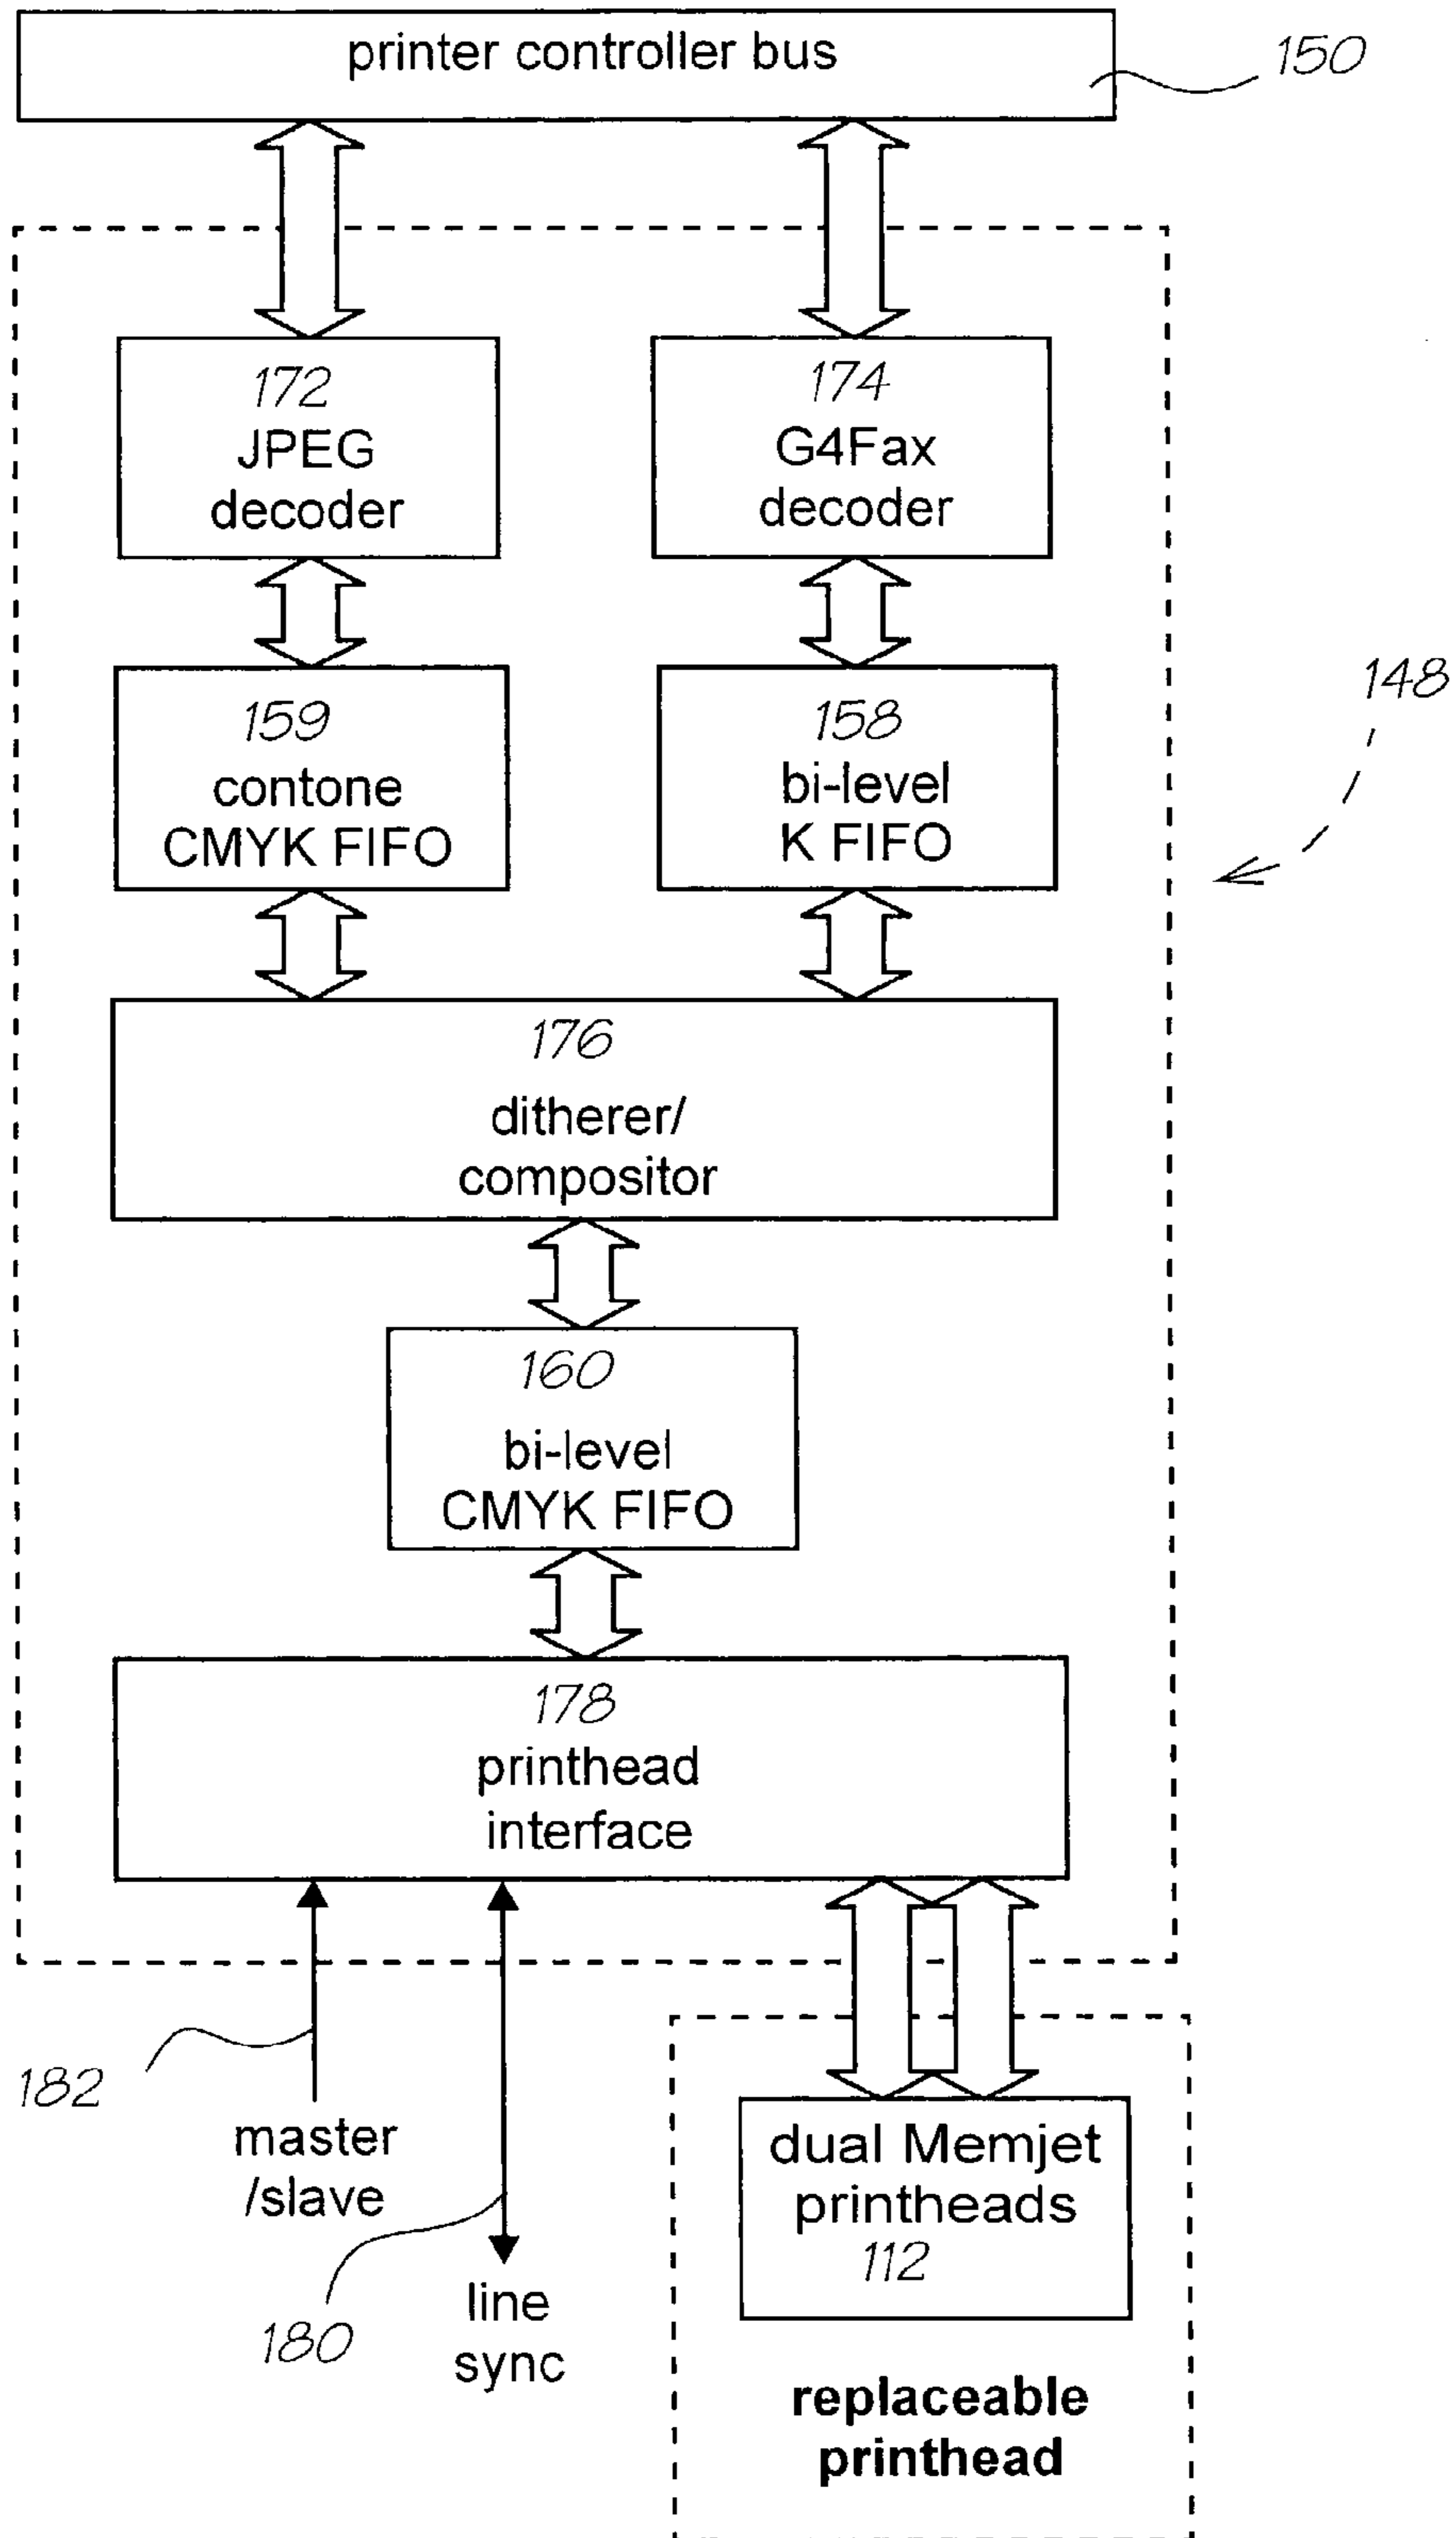 printer controller bus
150
172
JPEG
decoder
174
G4Fax
decoder
159
contone
CMYK FIFO
158
bi-level
K FIFO
148
176
ditherer/
compositor
160
bi-level
CMYK FIFO
178
printhead
interface
182
master
/slave
180
line
sync
dual Memjet
printheads
112
replaceable
printhead